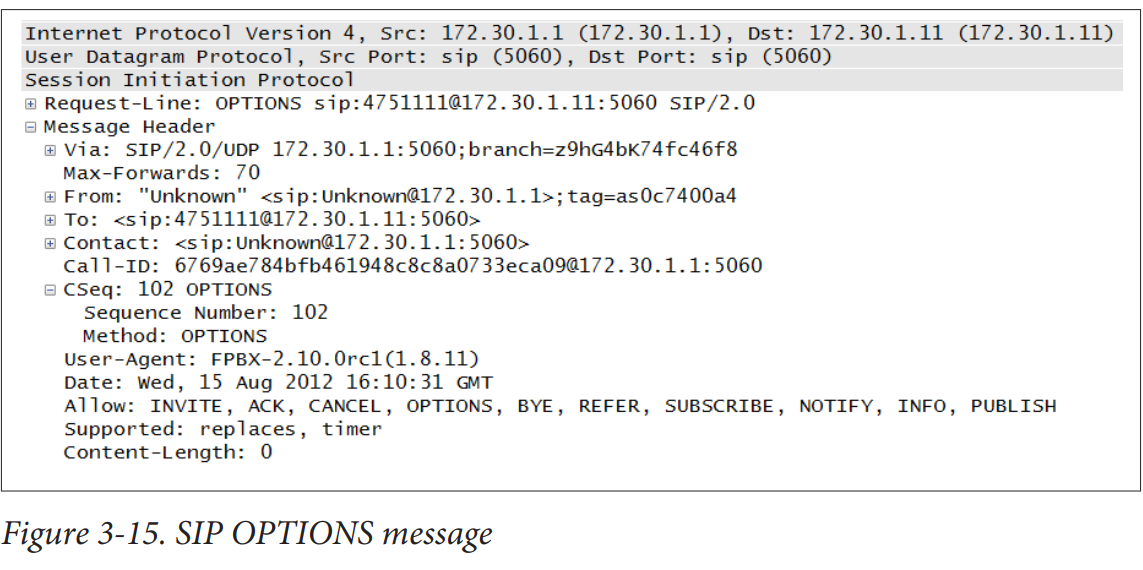 Internet Protocol Version 4, Src: 172.30.1.1 (172.30.1.1), Dst: 172.30.1.11 (172.30.1.11)
User Datagram Protocol, Src Port: sip (5060), Dst Port: sip (5060)
Session Initiation Protocol
Request-Line: OPTIONS sip:4751111@172.30.1.11:5060 SIP/2.0
Message Header
Via: SIP/2.0/UDP 172.30.1.1:5060;branch=z9hG4bK74fc46f8
Max-Forwards: 70
From: "Unknown" <sip:Unknown@172.30.1.1>;tag=as0c7400a4
To: <sip:4751111@172.30.1.11:5060>
Contact: <sip:Unknown@172.30.1.1:5060>
Call-ID: 6769ae784bfb461948c8c8a0733eca09@172.30.1.1:5060
CSeq: 102 OPTIONS
Sequence Number: 102
Method: OPTIONS
User-Agent: FPBX-2.10.0rc1(1.8.11)
Date: Wed, 15 Aug 2012 16:10:31 GMT
Allow: INVITE, ACK, CANCEL, OPTIONS, BYE, REFER, SUBSCRIBE, NOTIFY, INFO, PUBLISH
Supported: replaces, timer
Content-Length: 0
Figure 3-15. SIP OPTIONS message